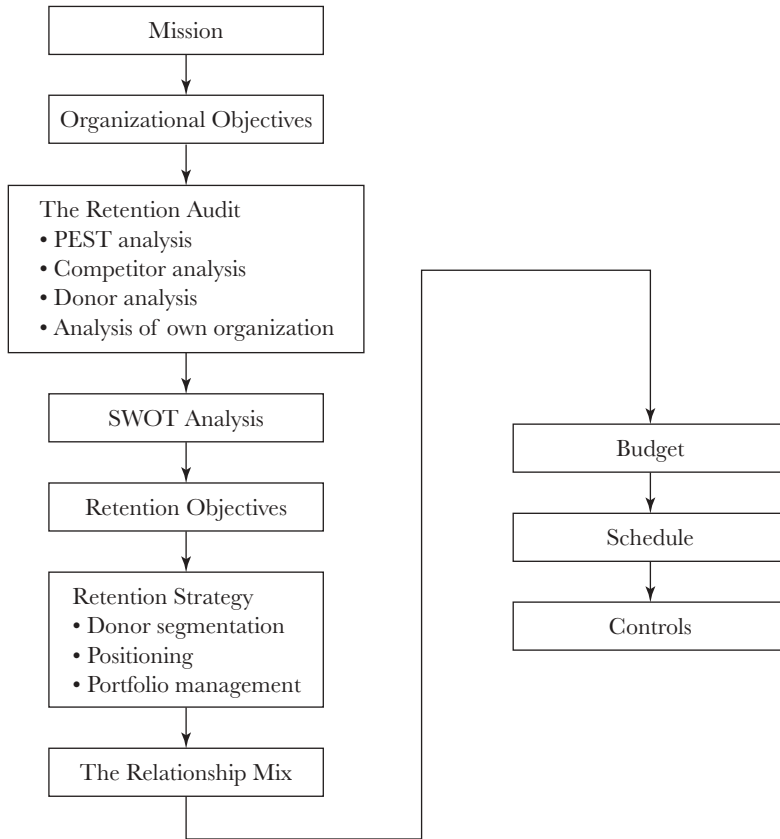 Mission
Organizational Objectives
The Retention Audit
• PEST analysis
• Competitor analysis
• Donor analysis
• Analysis of own organization
SWOT Analysis
Retention Objectives
Retention Strategy
• Donor segmentation
• Positioning
• Portfolio management
The Relationship Mix
Budget
Schedule
Controls